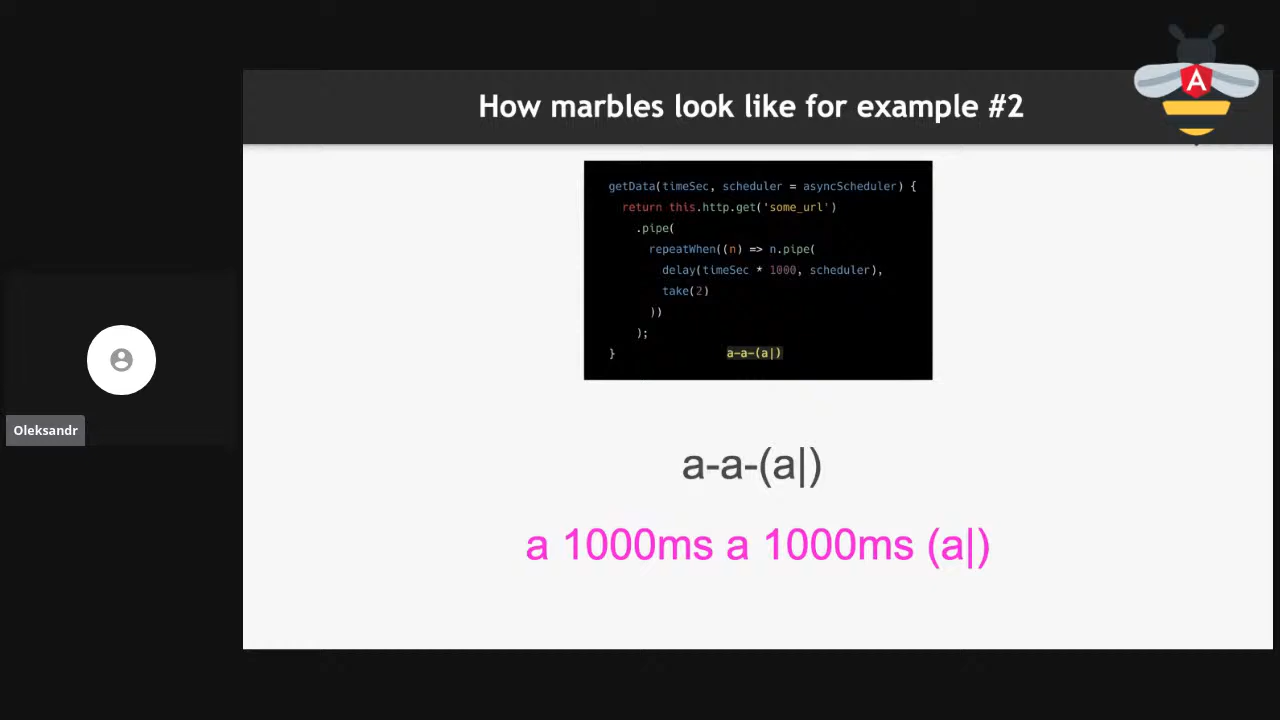 How marbles look like for example #2
A
getData(timeSec, scheduler = asyncScheduler) {
return this.http.get('some_url')
.pipe(
repeatWhen((n) => n.pipe(
delay(timeSec * 1000, scheduler),
take(2)
))
);
}
a-a-(a|)
a-a-(a|)
a 1000ms a 1000ms (a|)
Oleksandr